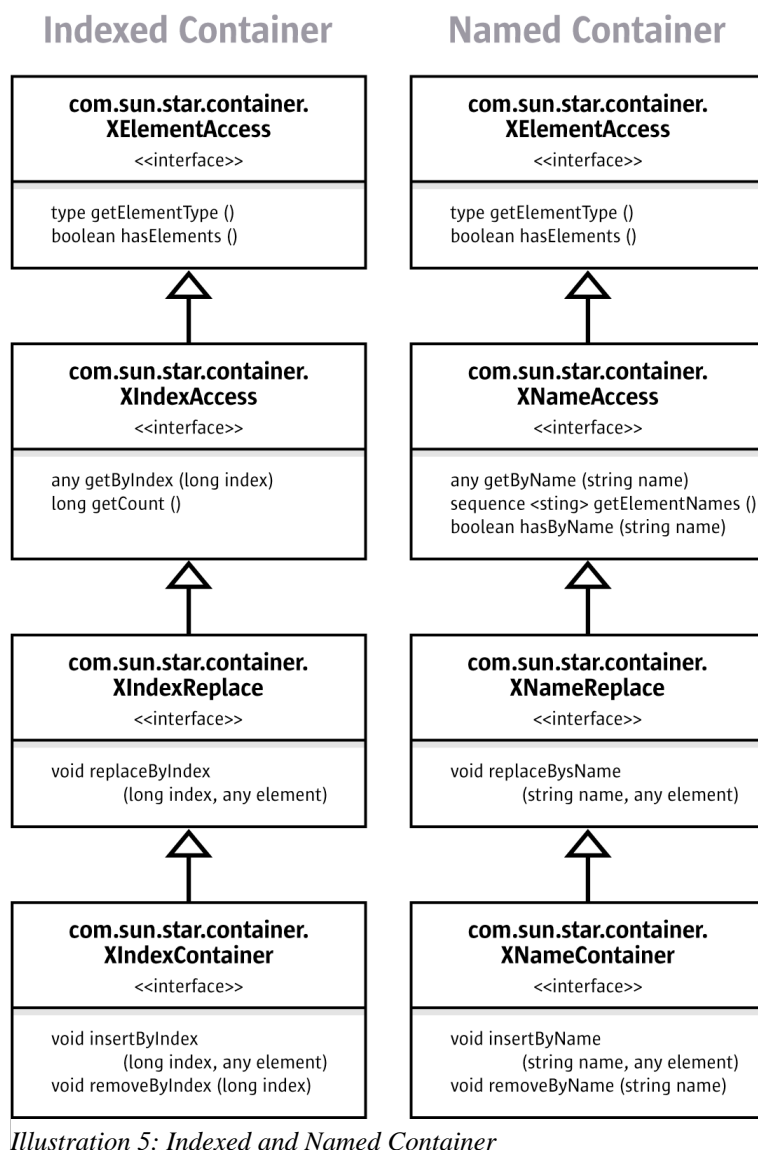 Indexed Container
com.sun.star.container.
XElementAccess
<<interface>>
type getElementType ()
boolean hasElements ()
com.sun.star.container.
XIndexAccess
<<interface>>
any getByIndex (long index)
long getCount ()
com.sun.star.container.
XIndexReplace
<<interface>>
void replaceByIndex
(long index, any element)
com.sun.star.container.
XIndexContainer
<<interface>>
void insertByIndex
(long index, any element)
void removeByIndex (long index)
Named Container
com.sun.star.container.
XElementAccess
<<interface>>
type getElementType ()
boolean hasElements ()
com.sun.star.container.
XNameAccess
<<interface>>
any getByName (string name)
sequence <sting> getElementNames ()
boolean hasByName (string name)
com.sun.star.container.
XNameReplace
<<interface>>
void replaceBysName
(string name, any element)
com.sun.star.container.
XNameContainer
<<interface>>
void insertByName
(string name, any element)
void removeByName (string name)
Illustration 5: Indexed and Named Container